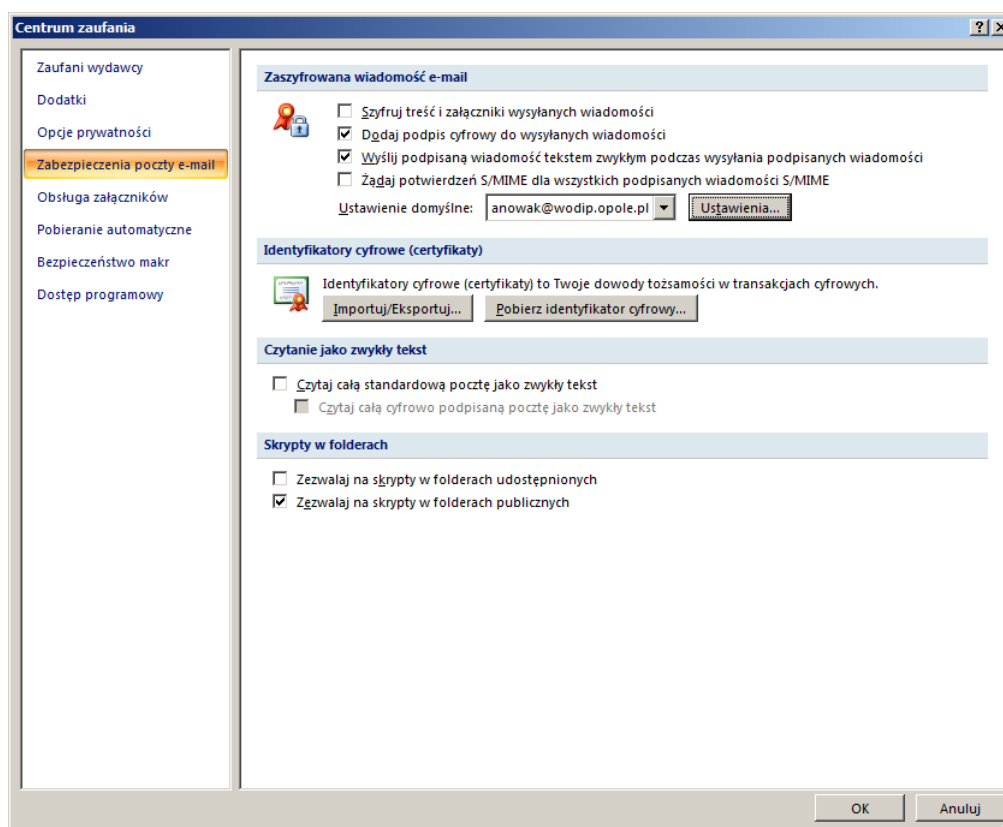 Centrum zaufania
Zaufani wydawcy
Dodatki
Opcje prywatności
Zabezpieczenia poczty e-mail
Obsługa załączników
Pobieranie automatyczne
Bezpieczeństwo makr
Dostęp programowy
Zaszyfrowana wiadomość e-mail
Szyfruj treść i załączniki wysyłanych wiadomości
Dodaj podpis cyfrowy do wysyłanych wiadomości
Wyślij podpisaną wiadomość tekstem zwykłym podczas wysyłania podpisanych wiadomości
Żądaj potwierdzeń S/MIME dla wszystkich podpisanych wiadomości S/MIME
Ustawienie domyślne: anowak@wodip.opole.pl Ustawienia...
Identyfikatory cyfrowe (certyfikaty)
Identyfikatory cyfrowe (certyfikaty) to Twoje dowody tożsamości w transakcjach cyfrowych.
Importuj/Eksportuj... Pobierz identyfikator cyfrowy...
Czytanie jako zwykły tekst
Czytaj całą standardową pocztę jako zwykły tekst
Czytaj całą cyfrowo podpisaną pocztę jako zwykły tekst
Skrypty w folderach
Zezwalaj na skrypty w folderach udostępnionych
Zezwalaj na skrypty w folderach publicznych
OK Anuluj